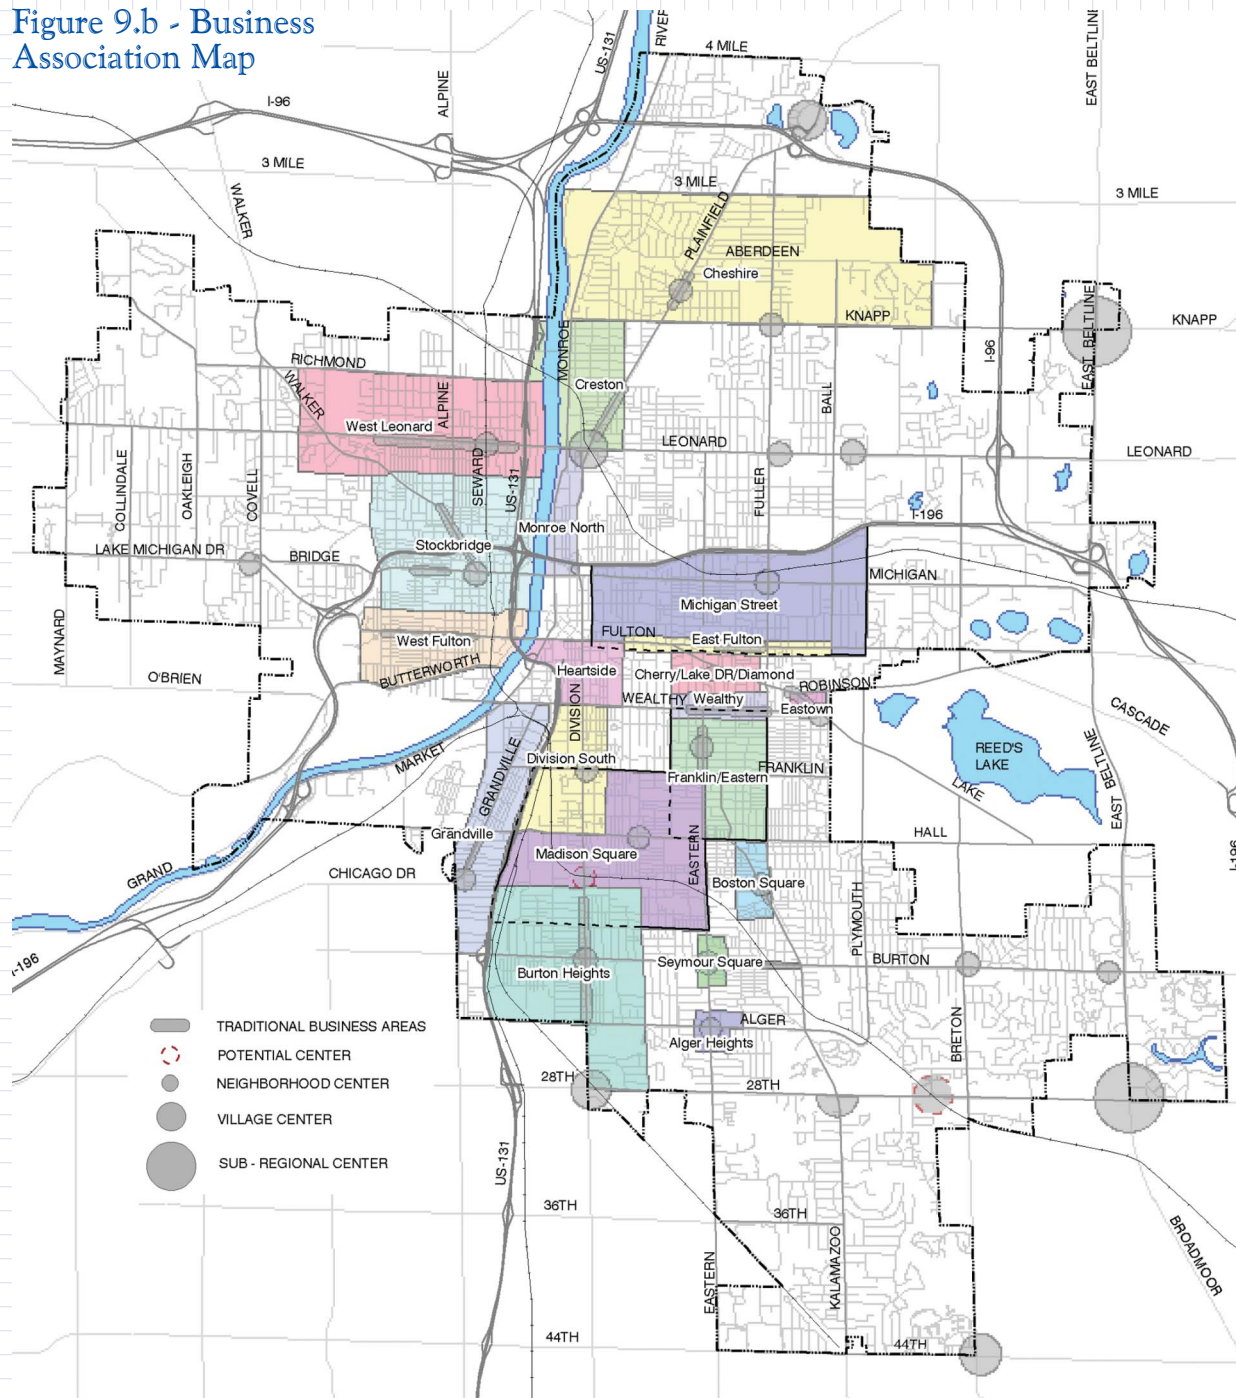 Figure 9.b - Business
Association Map
US-131
RIVER
4 MILE
EAST BELTLINE
ALPINE
I-96
3 MILE
3 MILE
3 MILE
WALKER
PLAINFIELD
ABERDEEN
Cheshire
KNAPP
KNAPP
EAST BELTLINE
MONROE
I-96
RICHMOND
WALKER
ALPINE
Creston
BALL
West Leonard
LEONARD
LEONARD
COLLINDALE
OAKLEIGH
COVELL
SEWARD
US-131
FULLER
Monroe North
I-196
LAKE MICHIGAN DR
BRIDGE
Stockbridge
MICHIGAN
Michigan Street
MAYNARD
West Fulton
FULTON
East Fulton
BUTTERWORTH
Heartside
Cherry/Lake DR/Diamond
O'BRIEN
ROBINSON
WEALTHY
Wealthy
Eastown
DIVISION
CASCADE
REED'S
LAKE
MARKET
GRANDVILLE
Division South
FRANKLIN
Franklin/Eastern
LAKE
EAST BELTLINE
Grandville
HALL
Madison Square
EASTERN
I-196
GRAND
CHICAGO DR
Boston Square
PLYMOUTH
I-196
Burton Heights
Seymour Square
BURTON
TRADITIONAL BUSINESS AREAS
ALGER
Alger Heights
BRETON
POTENTIAL CENTER
NEIGHBORHOOD CENTER
28TH
28TH
VILLAGE CENTER
SUB - REGIONAL CENTER
US-131
36TH
36TH
BROADMOOR
EASTERN
KALAMAZOO
44TH
44TH